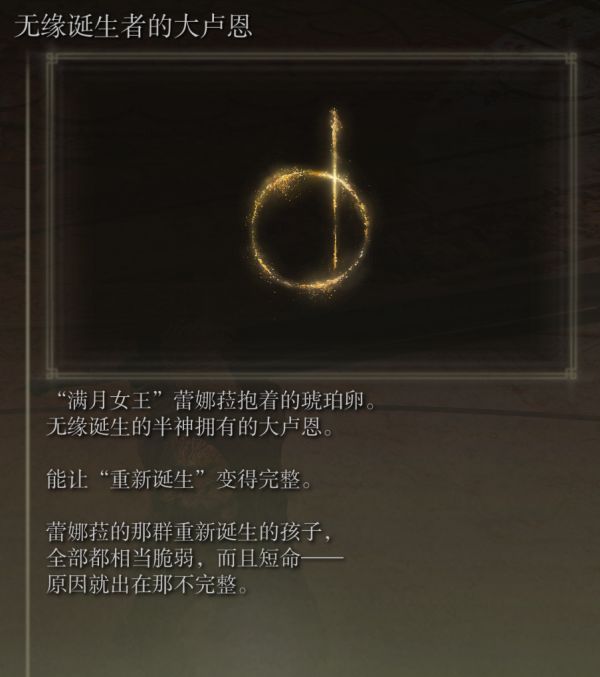 无缘诞生者的大卢恩
“满月女王”蕾娜菈抱着的琥珀卵。
无缘诞生的半神拥有的大卢恩。
能让“重新诞生”变得完整。
蕾娜菈的那群重新诞生的孩子，
全部都相当脆弱，而且短命——
原因就出在那不完整。